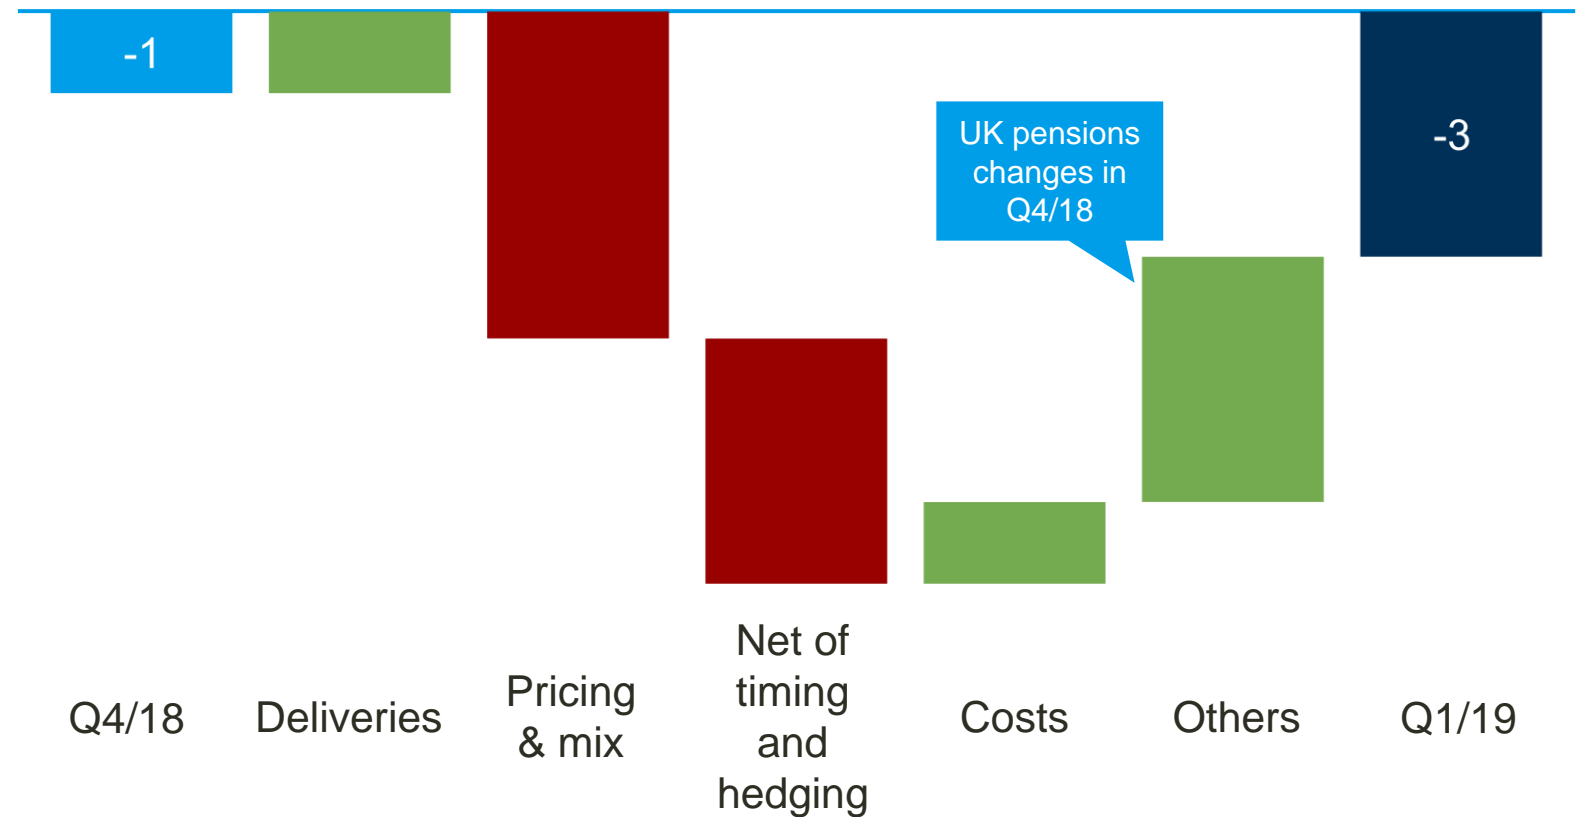 -1
UK pensions
changes in
Q4/18
-3
Q4/18
Deliveries
Pricing
& mix
Net of
timing
and
hedging
Costs
Others
Q1/19